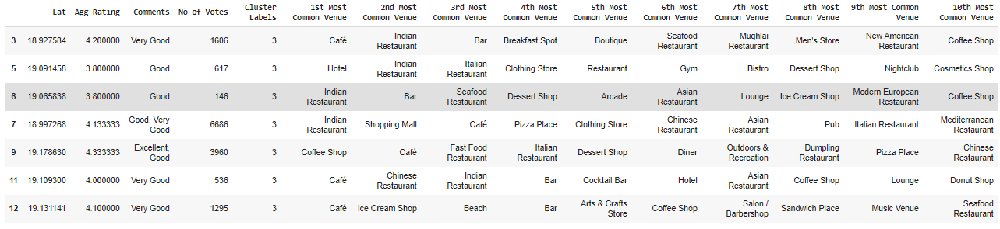 Lat Agg_Rating Comments No_of_Votes Cluster Labels 1st Most Common Venue 2nd Most Common Venue 3rd Most Common Venue 4th Most Common Venue 5th Most Common Venue 6th Most Common Venue 7th Most Common Venue 8th Most Common Venue 9th Most Common Venue 10th Most Common Venue
3 18.927584 4.200000 Very Good 1606 3 Café Indian Restaurant Bar Breakfast Spot Boutique Seafood Restaurant Mughlai Restaurant Men's Store New American Restaurant Coffee Shop
5 19.091458 3.800000 Good 617 3 Hotel Indian Restaurant Italian Restaurant Clothing Store Restaurant Gym Bistro Dessert Shop Nightclub Cosmetics Shop
6 19.065838 3.800000 Good 146 3 Indian Restaurant Bar Seafood Restaurant Dessert Shop Arcade Asian Restaurant Lounge Ice Cream Shop Modern European Restaurant Coffee Shop
7 18.997268 4.133333 Good, Very Good 6686 3 Indian Restaurant Shopping Mall Café Pizza Place Clothing Store Chinese Restaurant Asian Restaurant Pub Italian Restaurant Mediterranean Restaurant
9 19.178630 4.333333 Excellent, Good 3960 3 Coffee Shop Café Fast Food Restaurant Italian Restaurant Dessert Shop Diner Outdoors & Recreation Dumpling Restaurant Pizza Place Chinese Restaurant
11 19.109300 4.000000 Very Good 536 3 Café Chinese Restaurant Indian Restaurant Bar Cocktail Bar Hotel Asian Restaurant Coffee Shop Lounge Donut Shop
12 19.131141 4.100000 Very Good 1295 3 Café Ice Cream Shop Beach Bar Arts & Crafts Store Coffee Shop Salon / Barbershop Sandwich Place Music Venue Seafood Restaurant